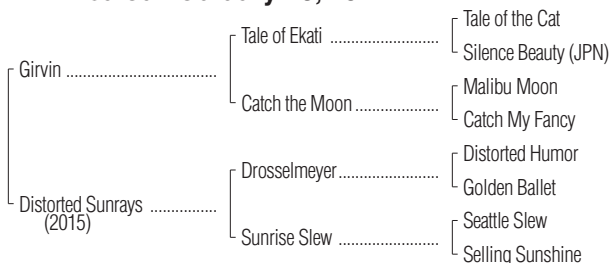 Tale of the Cat
Tale of Ekati ................................
Silence Beauty (JPN)
Girvin ............................................
Malibu Moon
Catch the Moon ........................
Catch My Fancy
Distorted Humor
Drosselmeyer .............................
Golden Ballet
Distorted Sunrays ...................
(2015)
Seattle Slew
Sunrise Slew .............................
Selling Sunshine